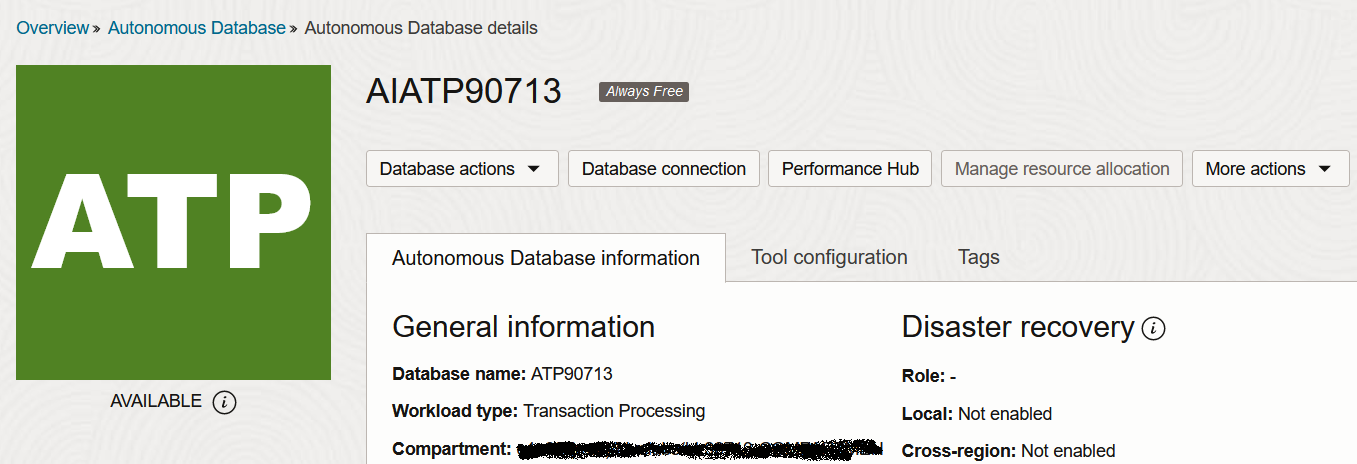 Overview » Autonomous Database » Autonomous Database details
ATP
AVAILABLE
AIATP90713 Always Free
Database actions Database connection Performance Hub Manage resource allocation More actions
Autonomous Database information Tool configuration Tags
General information
Database name: ATP90713
Workload type: Transaction Processing
Compartment:
Disaster recovery
Role: -
Local: Not enabled
Cross-region: Not enabled